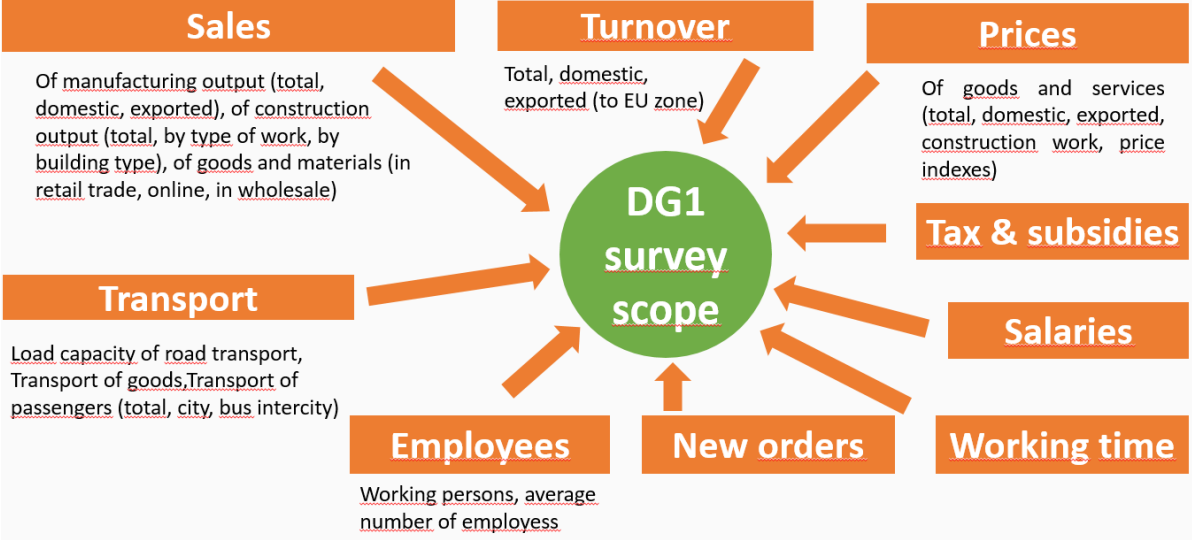 Sales
Of manufacturing output (total,
domestic, exported), of construction
output (total, by type of work, by
building type), of goods and materials (in
retail trade, online, in wholesale)
Turnover
Total, domestic,
exported (to EU zone)
Prices
Of goods and services
(total, domestic, exported,
construction work, price
indexes)
DG1
survey
scope
Tax & subsidies
Transport
Load capacity of road transport,
Transport of goods,Transport of
passengers (total, city, bus intercity)
Salaries
Employees
Working persons, average
number of employess
New orders
Working time